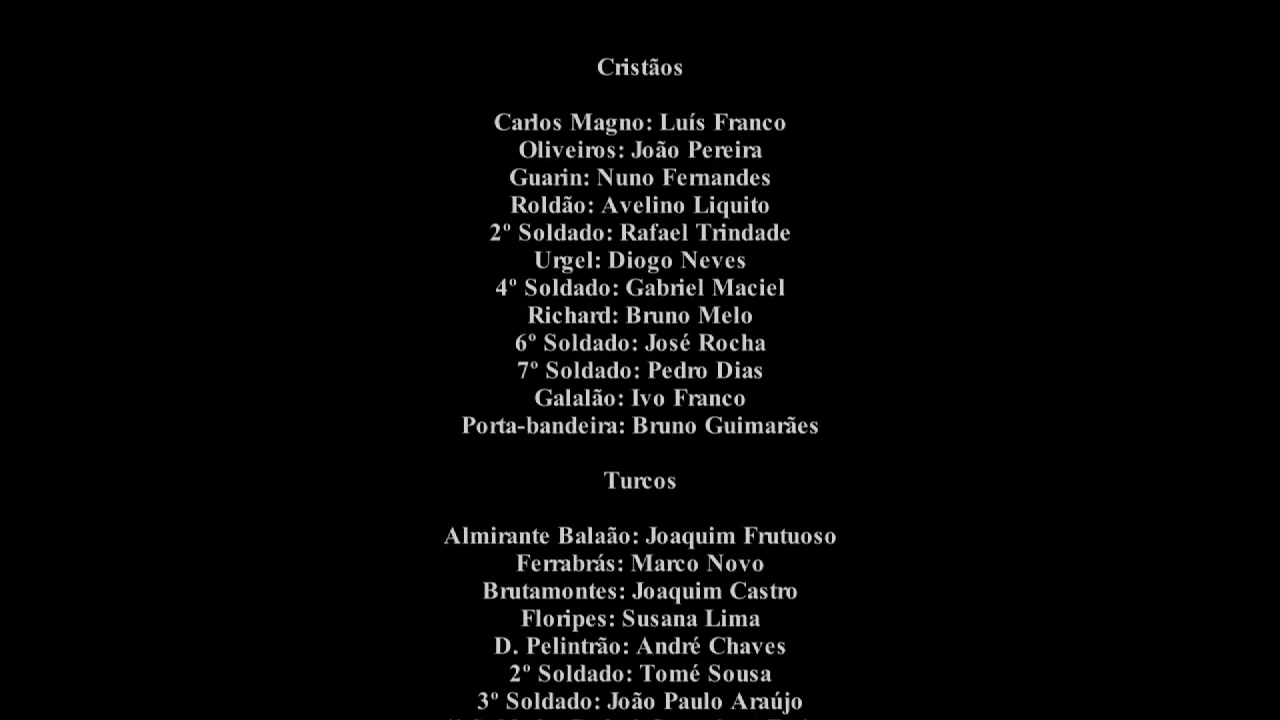 Cristãos
Carlos Magno: Luís Franco
Oliveiros: João Pereira
Guarin: Nuno Fernandes
Roldão: Avelino Liquito
2º Soldado: Rafael Trindade
Urgel: Diogo Neves
4º Soldado: Gabriel Maciel
Richard: Bruno Melo
6º Soldado: José Rocha
7º Soldado: Pedro Dias
Galalão: Ivo Franco
Porta-bandeira: Bruno Guimarães
Turcos
Almirante Balaão: Joaquim Frutuoso
Ferrabrás: Marco Novo
Brutamontes: Joaquim Castro
Floripes: Susana Lima
D. Pelintrão: André Chaves
2º Soldado: Tomé Sousa
3º Soldado: João Paulo Araújo